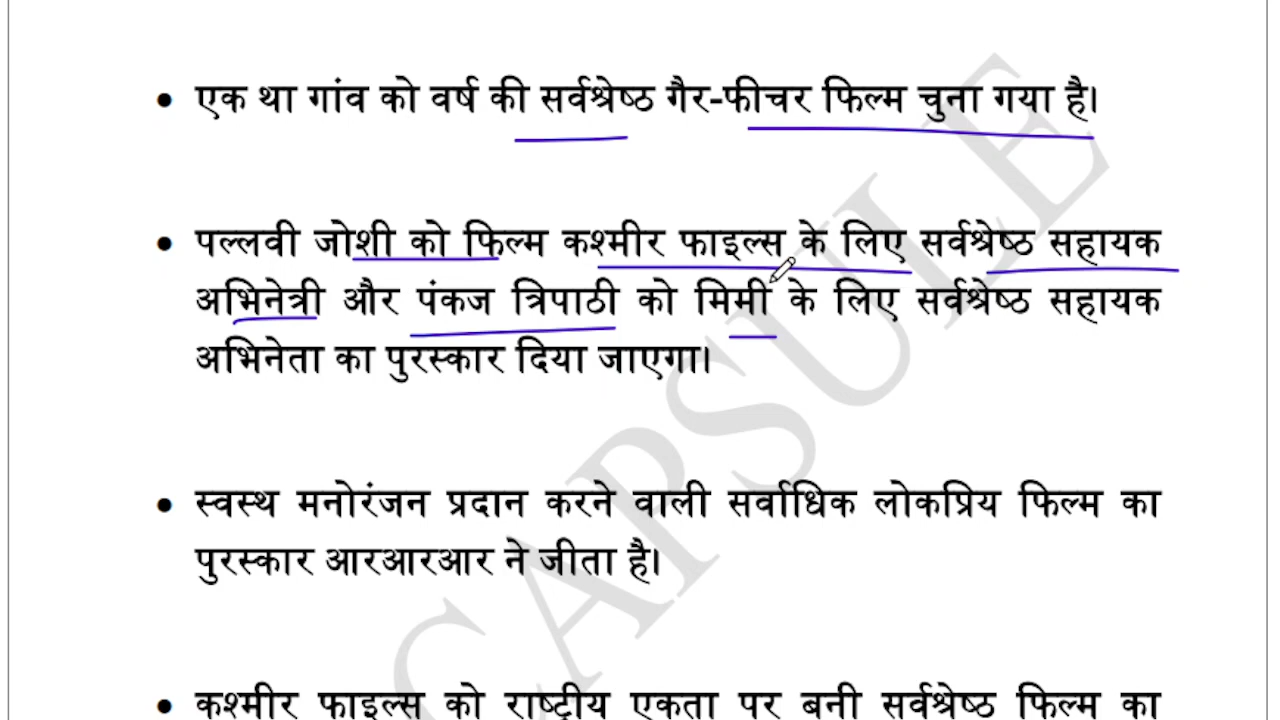 • एक था गांव को वर्ष की सर्वश्रेष्ठ गैर-फीचर फिल्म चुना गया है।
• पल्लवी जोशी को फिल्म कश्मीर फाइल्स के लिए सर्वश्रेष्ठ सहायक
अभिनेत्री और पंकज त्रिपाठी को मिमी के लिए सर्वश्रेष्ठ सहायक
अभिनेता का पुरस्कार दिया जाएगा।
• स्वस्थ मनोरंजन प्रदान करने वाली सर्वाधिक लोकप्रिय फिल्म का
पुरस्कार आरआरआर ने जीता है।
• कश्मीर फाइल्स को राष्ट्रीय एकता पर बनी सर्वश्रेष्ठ फिल्म का
CAPSULE